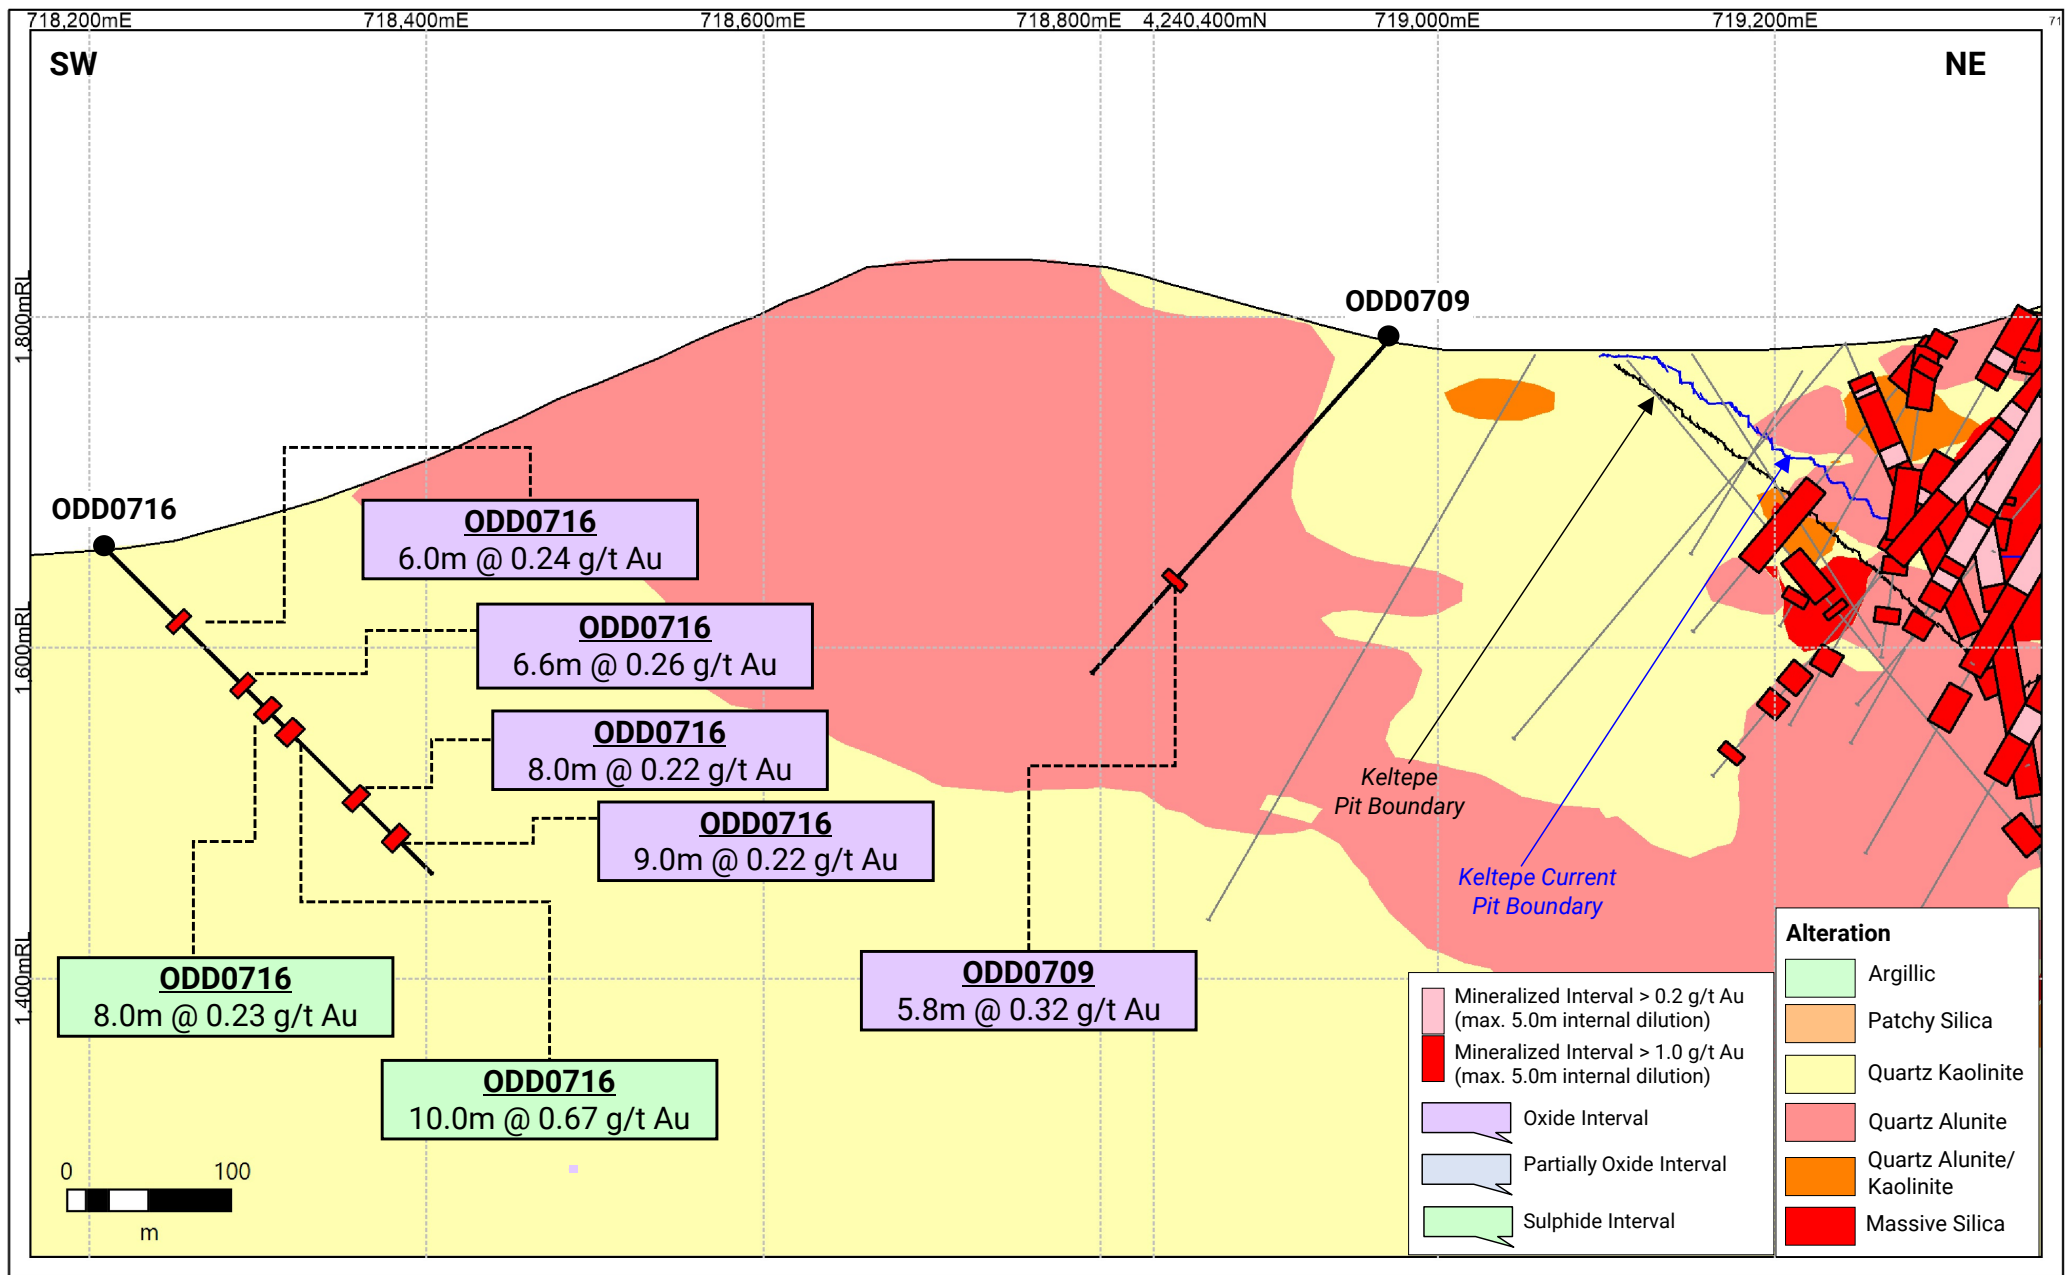 718,200mE
718,400mE
718,600mE
718,800mE
4,240,400mN
719,000mE
719,200mE
71
SW
NE
1,800mRL
1,600mRL
1,400mRL
ODD0709
ODD0716
ODD0716
6.0m @ 0.24 g/t Au
ODD0716
6.6m @ 0.26 g/t Au
ODD0716
8.0m @ 0.22 g/t Au
ODD0716
9.0m @ 0.22 g/t Au
ODD0716
8.0m @ 0.23 g/t Au
ODD0716
10.0m @ 0.67 g/t Au
ODD0709
5.8m @ 0.32 g/t Au
Keltepe
Pit Boundary
Keltepe Current
Pit Boundary
0
100
m
Mineralized Interval > 0.2 g/t Au
(max. 5.0m internal dilution)
Mineralized Interval > 1.0 g/t Au
(max. 5.0m internal dilution)
Oxide Interval
Partially Oxide Interval
Sulphide Interval
Alteration
Argillic
Patchy Silica
Quartz Kaolinite
Quartz Alunite
Quartz Alunite/
Kaolinite
Massive Silica